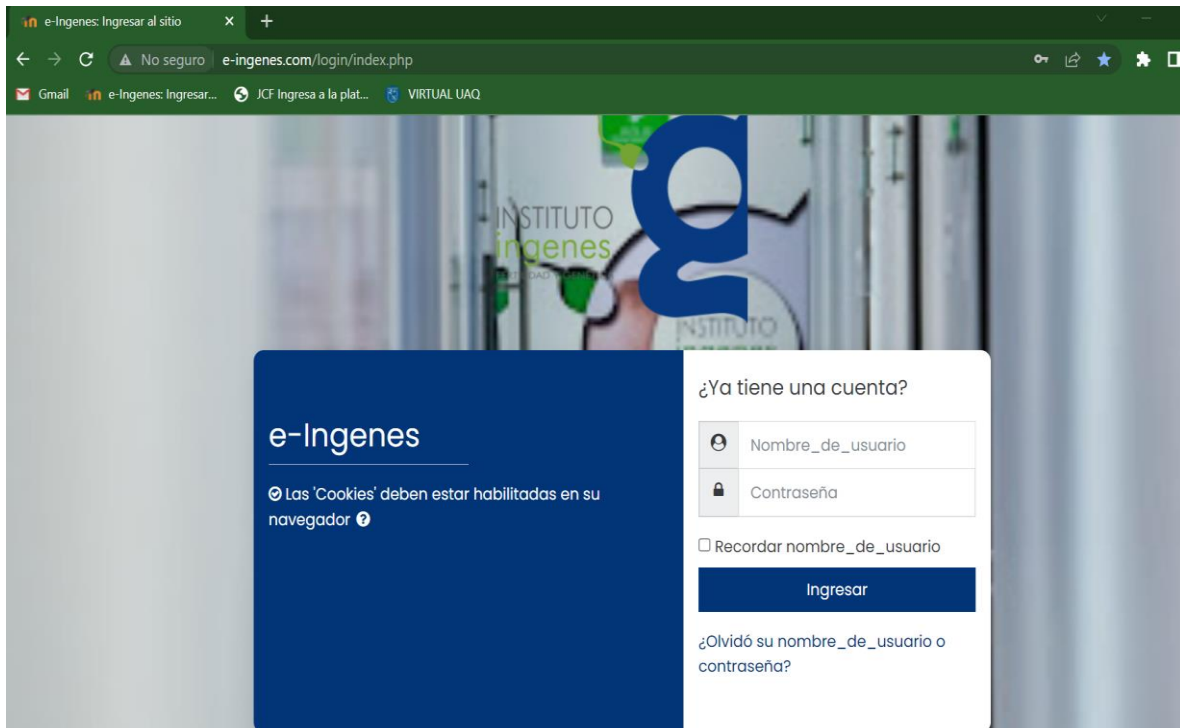 e-Ingenes: Ingresar al sitio
No seguro e-ingenes.com/login/index.php
Gmail e-Ingenes: Ingresar... JCF Ingresa a la plat... VIRTUAL UAQ
INSTITUTO
ingenes
INSTITUTO
¿Ya tiene una cuenta?
e-Ingenes
Nombre_de_usuario
Las 'Cookies' deben estar habilitadas en su
navegador
Contraseña
Recordar nombre_de_usuario
Ingresar
¿Olvidó su nombre_de_usuario o
contraseña?